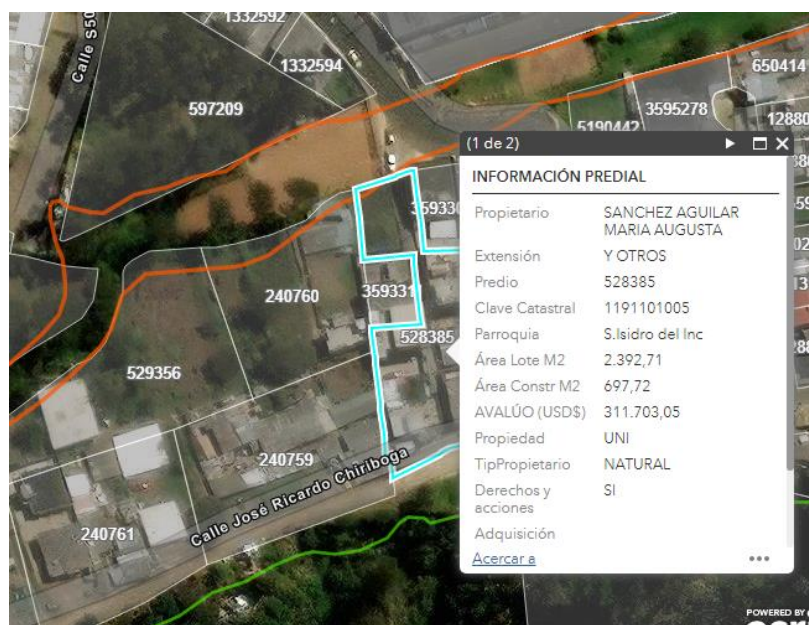 1332592
Calle S50
1332594
597209
650414
3595278
5190442
(1 de 2)
INFORMACIÓN PREDIAL
Propietario SANCHEZ AGUILAR
MARIA AUGUSTA
Extensión Y OTROS
Predio 528385
Clave Catastral 1191101005
Parroquia S.Isidro del Inc
Área Lote M2 2.392,71
Área Constr M2 697,72
AVALÚO (USD$) 311.703,05
Propiedad UNI
TipPropietario NATURAL
Derechos y SI
acciones
Adquisición
Acercar a
240760
359331
528385
529356
240759
Calle José Ricardo Chiriboga
240761
POWERED BY